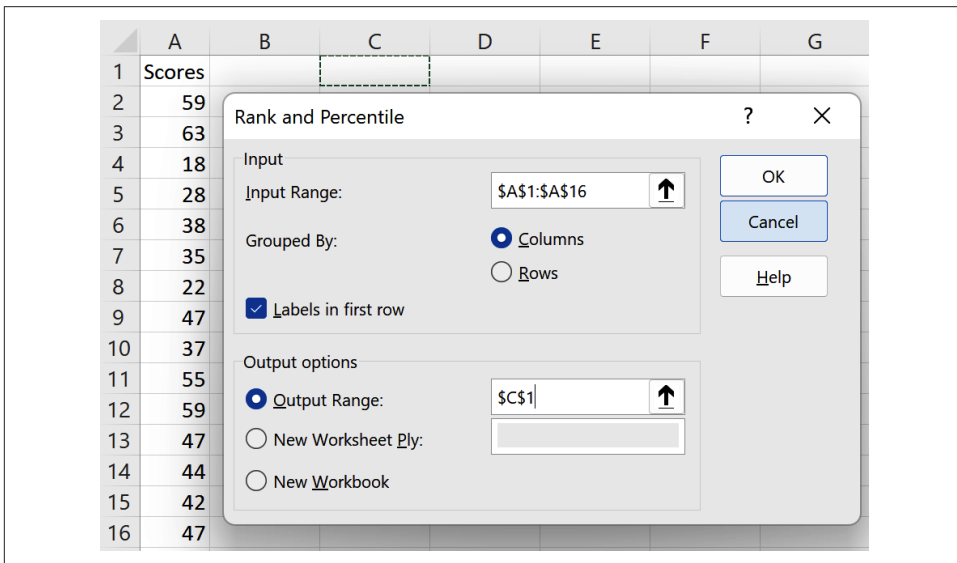 A B C D E F G
1 Scores
2 59
3 63
4 18
5 28
6 38
7 35
8 22
9 47
10 37
11 55
12 59
13 47
14 44
15 42
16 47
Rank and Percentile ?
Input
Input Range: $A$1:$A$16
Grouped By: Columns
Rows
Labels in first row
Output options
Output Range: $C$1
New Worksheet Ply:
New Workbook
OK
Cancel
Help